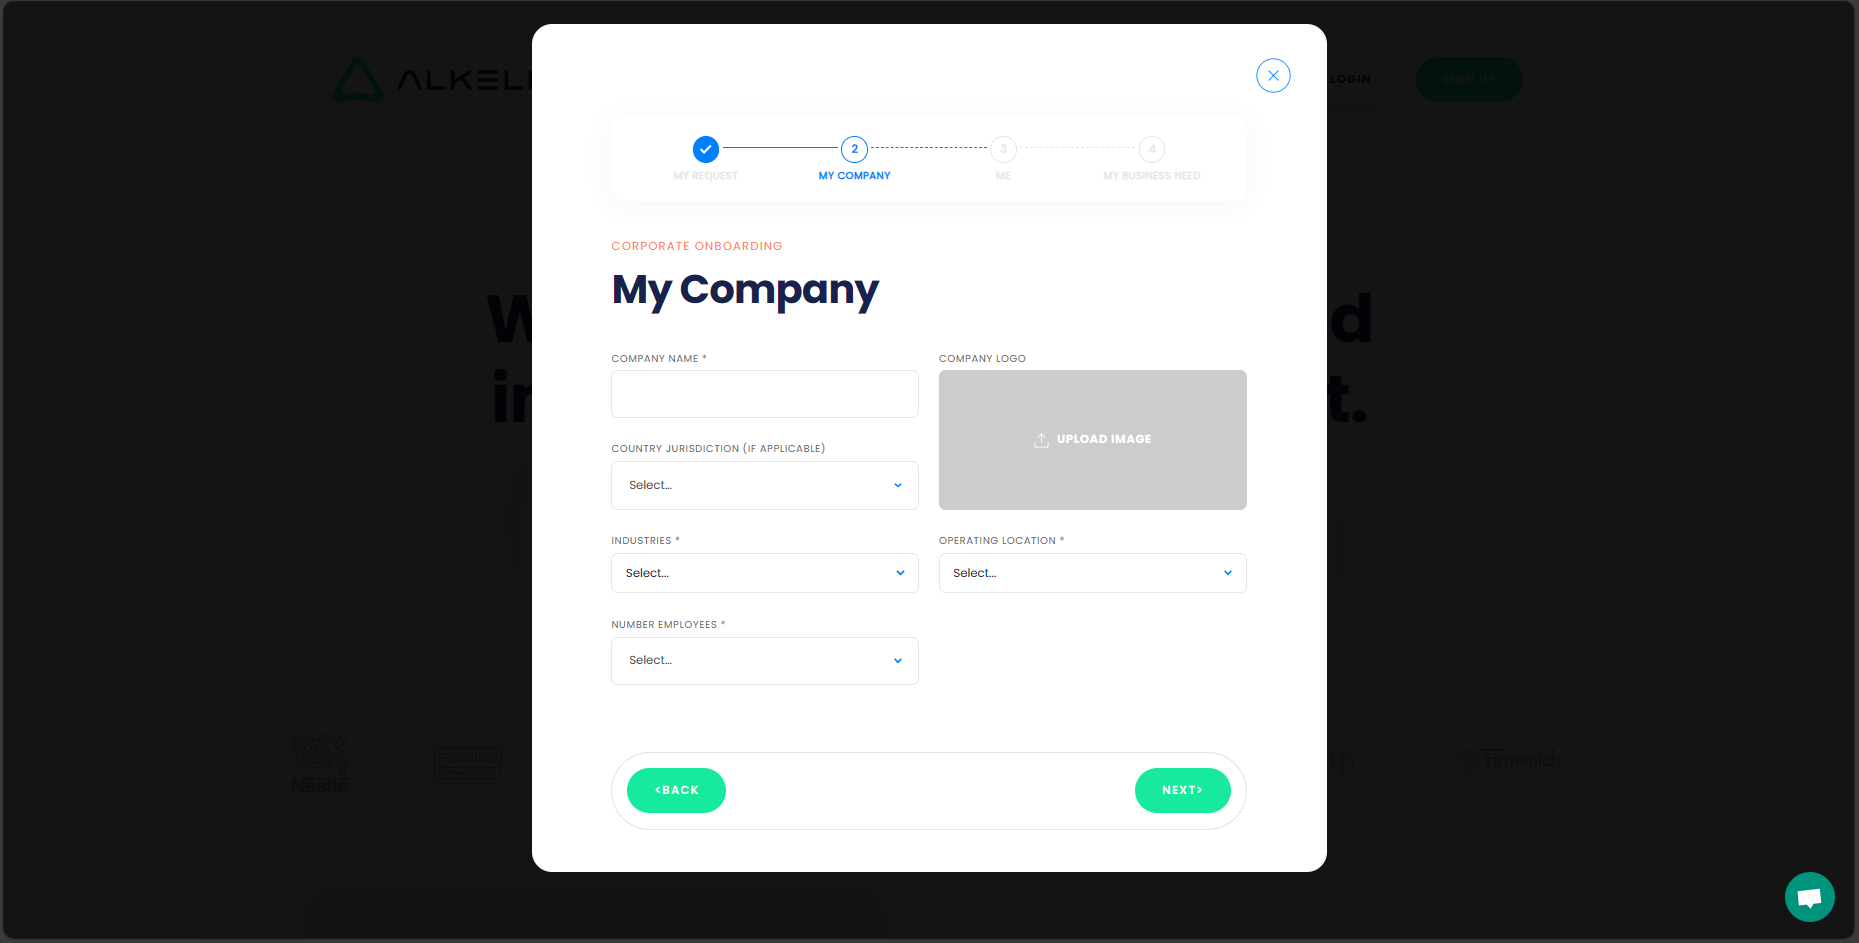 LOGIN
SIGN UP
2
3
4
MY REQUEST
MY COMPANY
ME
MY BUSINESS NEED
CORPORATE ONBOARDING
My Company
COMPANY NAME *
COMPANY LOGO
UPLOAD IMAGE
COUNTRY JURISDICTION (IF APPLICABLE)
Select...
INDUSTRIES *
OPERATING LOCATION *
Select...
Select...
NUMBER EMPLOYEES *
Select...
Nestlé
FERRING
Firmenich
<BACK
NEXT>